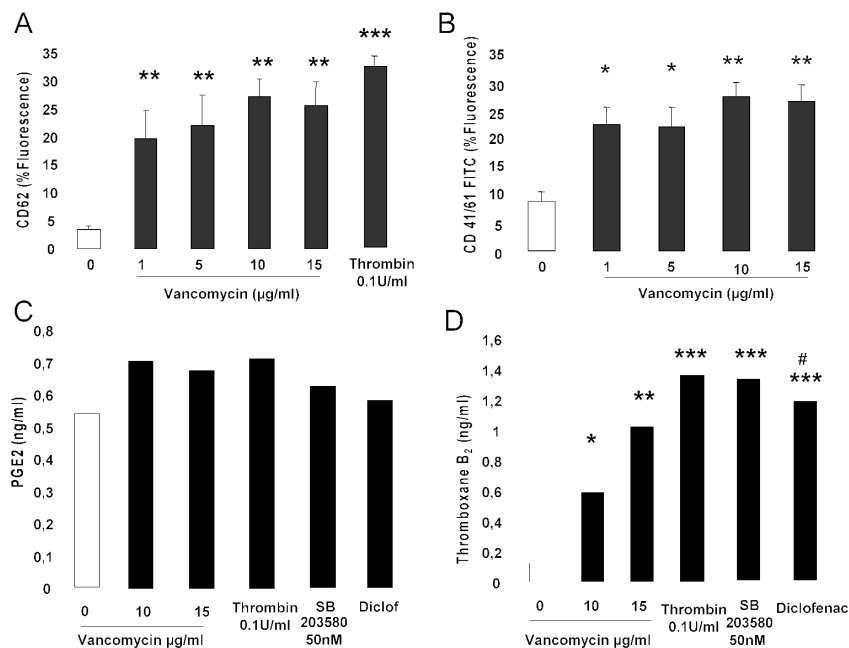 A
CD62 (%Fluorescence)
40
35
30
25
20
15
10
5
0
** ** ** ** ***
0 1 5 10 15 Thrombin
0.1U/ml
Vancomycin (µg/ml)
B
CD 41/61 FITC (% Fluorescence)
35
30
25
20
15
10
5
0
* * ** **
0 1 5 10 15
Vancomycin (µg/ml)
C
PGE2 (ng/ml)
0,8
0,7
0,6
0,5
0,4
0,3
0,2
0,1
0
0 10 15 Thrombin SB Diclof
0.1U/ml 203580
50nM
Vancomycin µg/ml
D
Thromboxane B2 (ng/ml)
1,6
1,4
1,2
1
0,8
0,6
0,4
0,2
0
#
* ** *** *** ***
0 10 15 Thrombin SB Diclofenac
0.1U/ml 203580
50nM
Vancomycin µg/ml